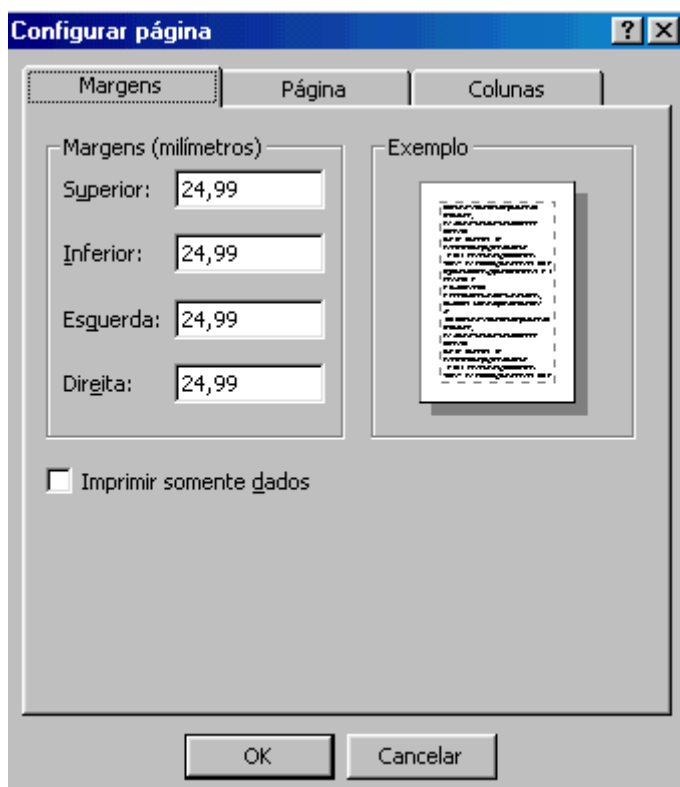 Configurar página
Margens Página Colunas
Margens (milímetros)
Superior: 24,99
Inferior: 24,99
Esquerda: 24,99
Direita: 24,99
Exemplo
Imprimir somente dados
OK Cancelar